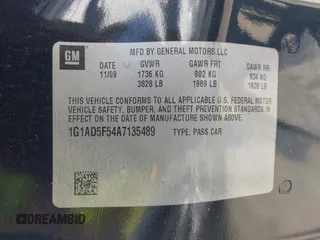 GM
MFD BY GENERAL MOTORS LLC
DATE GVWR GAWR FRT GAWR RR
11/09 1736 KG 902 KG 834 KG
3828 LB 1989 LB 1839 LB
THIS VEHICLE CONFORMS TO ALL APPLICABLE U.S. FEDERAL MOTOR
VEHICLE SAFETY, BUMPER, AND THEFT PREVENTION STANDARDS IN
EFFECT ON THE DATE OF MANUFACTURE SHOWN ABOVE.
1G1AD5F54A7135489 TYPE: PASS CAR
DREAMBID